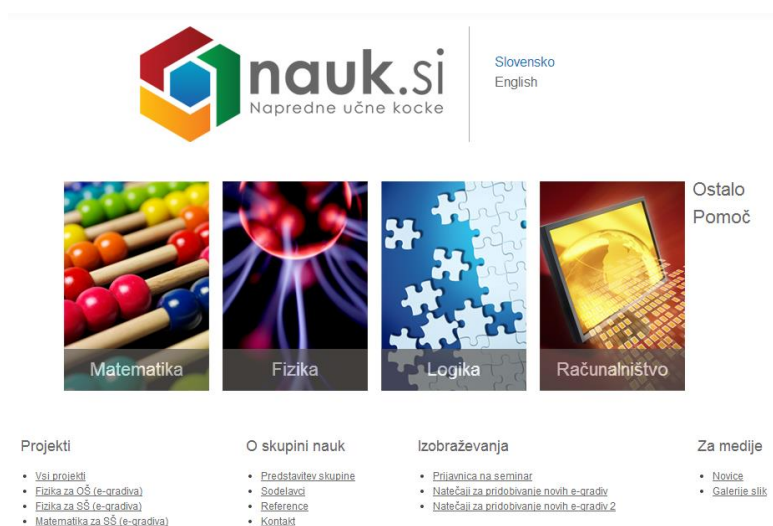 nauk.si
Napredne učne kocke
Slovensko
English
Matematika
Fizika
Logika
Računalništvo
Ostalo
Pomoč
Projekti
Vsi projekti
Fizika za OŠ (e-gradiva)
Fizika za SŠ (e-gradiva)
Matematika za SŠ (e-gradiva)
O skupini nauk
Predstavitev skupine
Sodelavci
Reference
Kontakt
Izobraževanja
Prijavnica na seminar
Natečaji za pridobivanje novih e-gradiv
Natečaji za pridobivanje novih e-gradiv 2
Za medije
Novice
Galerije slik